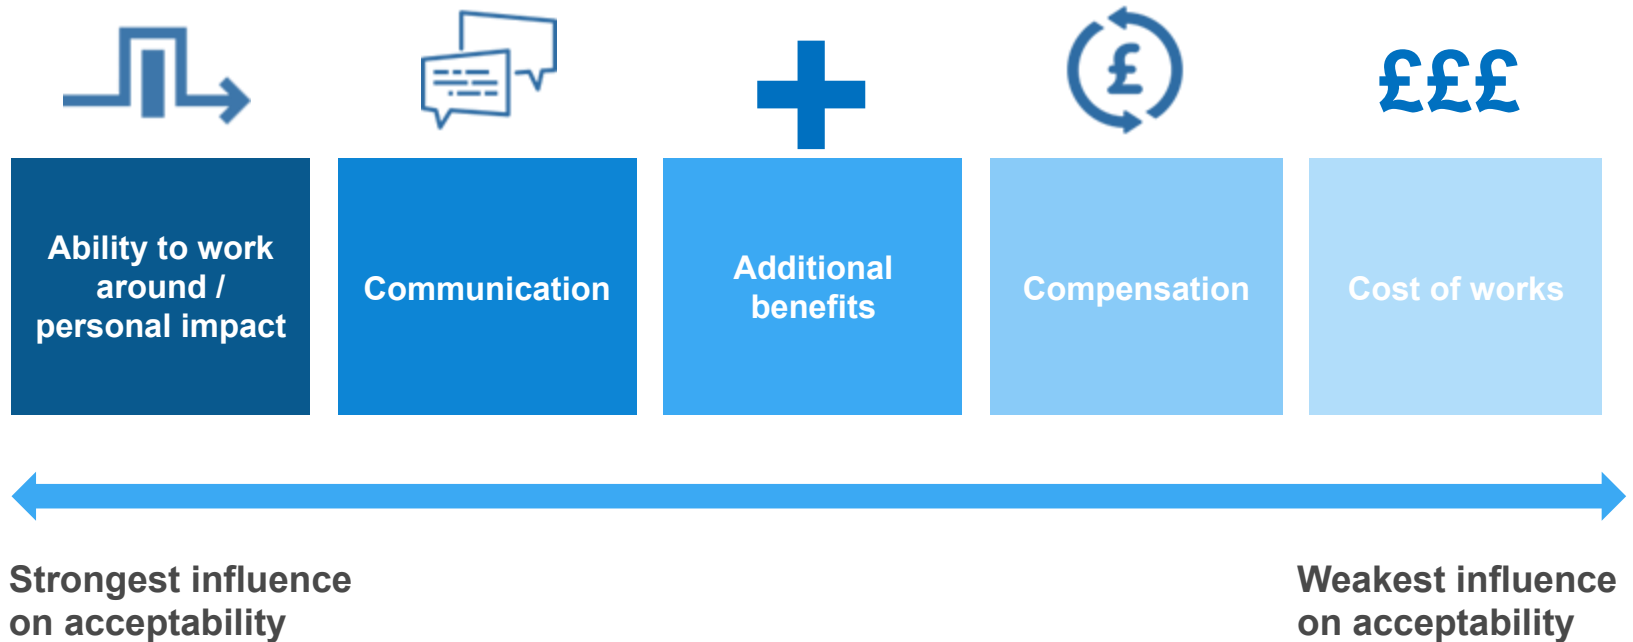 £
£££
Ability to work
around /
personal impact
Communication
Additional
benefits
Compensation
Cost of works
Strongest influence
on acceptability
Weakest influence
on acceptability